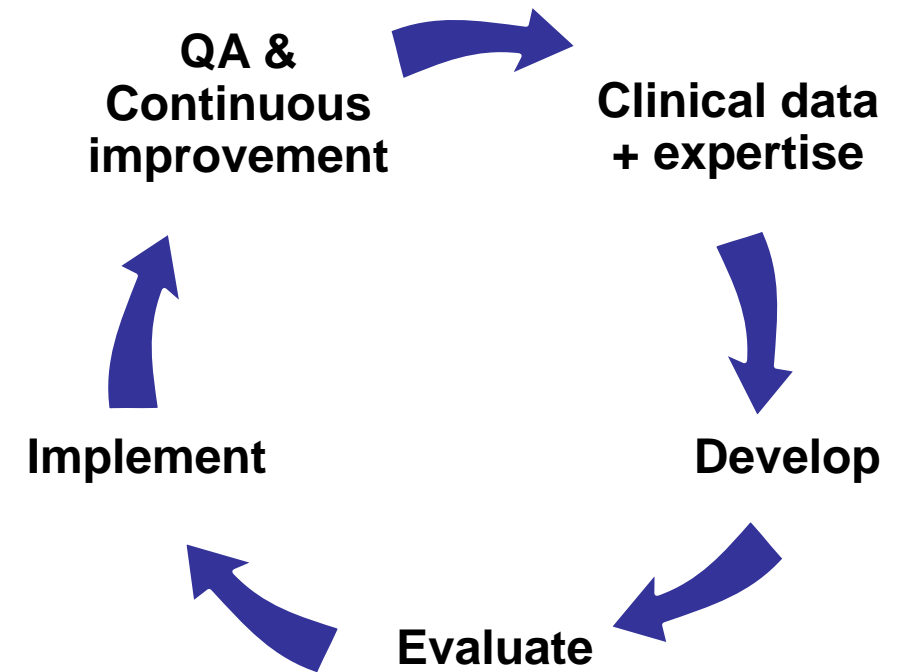 QA &
Continuous
improvement
Clinical data
+ expertise
Develop
Evaluate
Implement